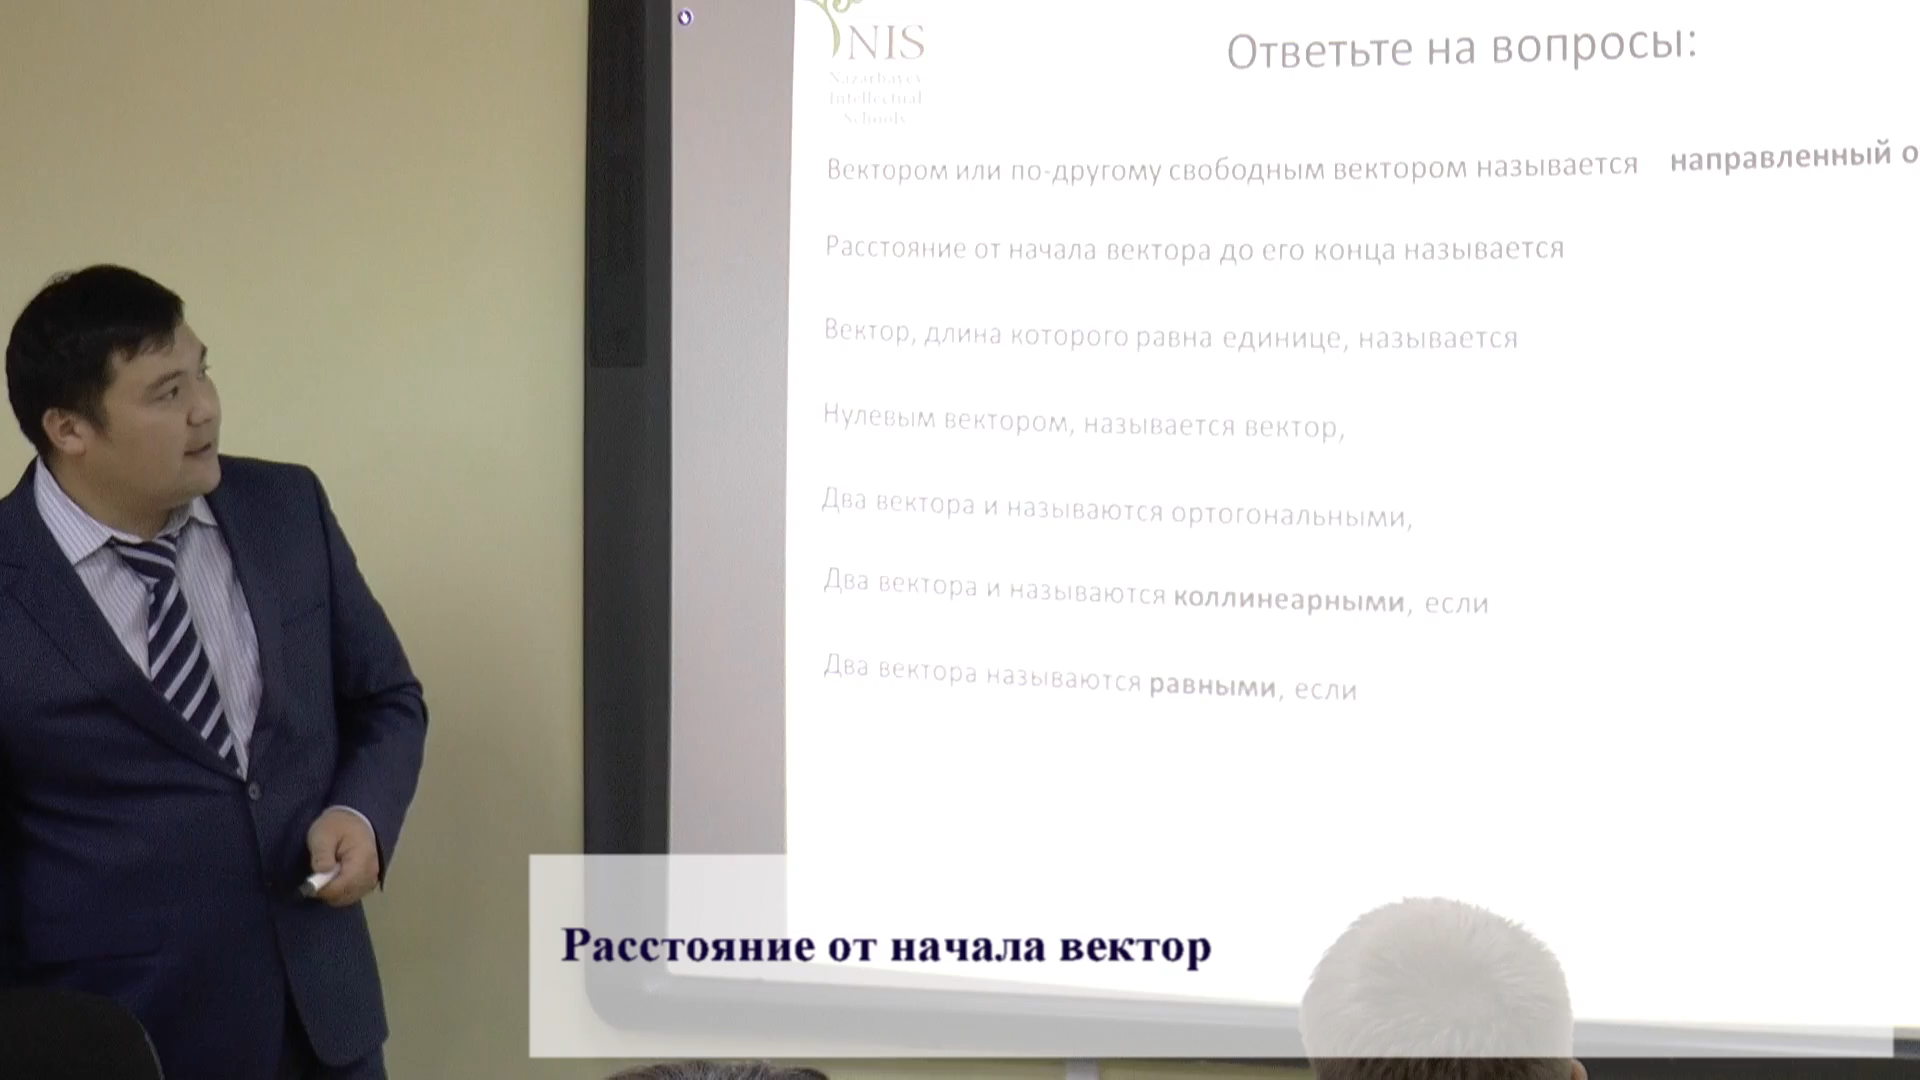 NIS
Nazarbayev
Intellectual
Schools
Ответьте на вопросы:
Вектором или по-другому свободным вектором называется направленный о
Расстояние от начала вектора до его конца называется
Вектор, длина которого равна единице, называется
Нулевым вектором, называется вектор,
Два вектора и называются ортогональными,
Два вектора и называются коллинеарными, если
Два вектора называются равными, если
Расстояние от начала вектор